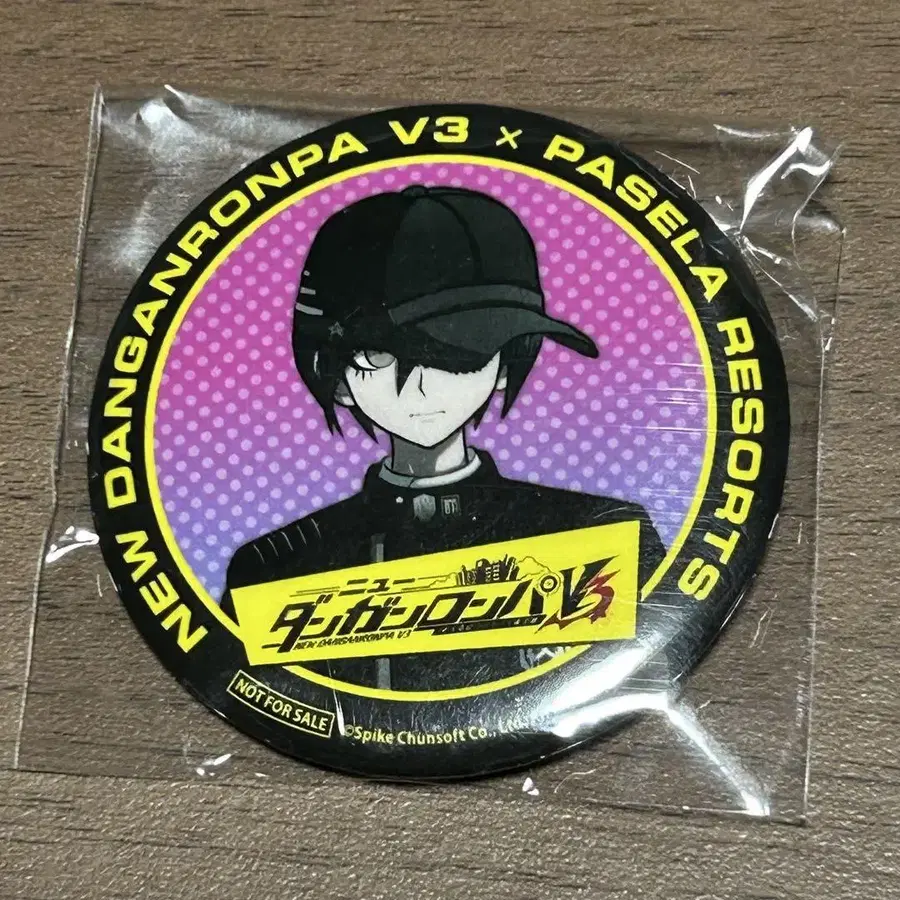 NEW DANGANRONPA V3 × PASELA RESORTS
ニュー
ダンガンロンパV3
NEW DANGANRONPA V3
NOT FOR SALE
©Spike Chunsoft Co., Ltd.